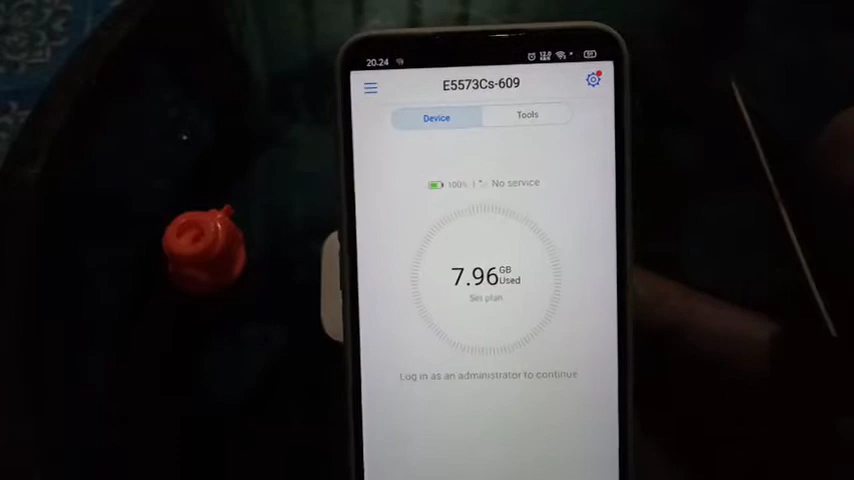 20.24
E5573Cs-609
Device Tools
100% No service
7.96 GB Used
Set plan
Log in as an administrator to continue